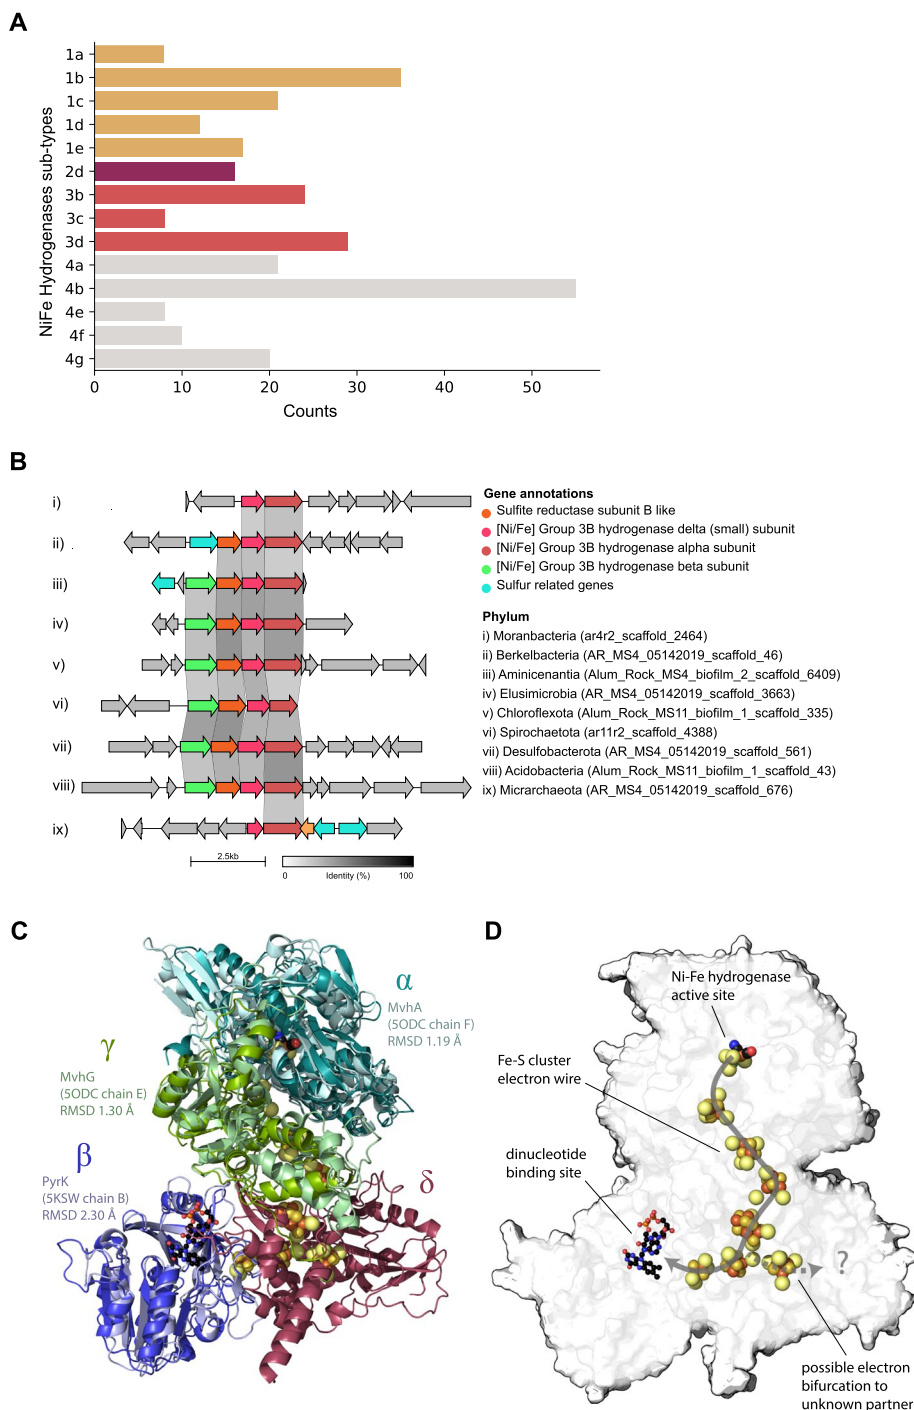 A
NiFe Hydrogenases sub-types
1a
1b
1c
1d
1e
2d
3b
3c
3d
4a
4b
4e
4f
4g
0 10 20 30 40 50
Counts
B
i)
ii)
iii)
iv)
v)
vi)
vii)
viii)
ix)
2.5kb
0 Identity (%) 100
Gene annotations
Sulfite reductase subunit B like
[Ni/Fe] Group 3B hydrogenase delta (small) subunit
[Ni/Fe] Group 3B hydrogenase alpha subunit
[Ni/Fe] Group 3B hydrogenase beta subunit
Sulfur related genes
Phylum
i) Moranbacteria (ar4r2_scaffold_2464)
ii) Berkelbacteria (AR_MS4_05142019_scaffold_46)
iii) Aminicenantia (Alum_Rock_MS4_biofilm_2_scaffold_6409)
iv) Elusimicrobia (AR_MS4_05142019_scaffold_3663)
v) Chloroflexota (Alum_Rock_MS11_biofilm_1_scaffold_335)
vi) Spirochaetota (ar11r2_scaffold_4388)
vii) Desulfobacterota (AR_MS4_05142019_scaffold_561)
viii) Acidobacteria (Alum_Rock_MS11_biofilm_1_scaffold_43)
ix) Micrarchaeota (AR_MS4_05142019_scaffold_676)
C
α
MvhA
(5ODC chain F)
RMSD 1.19 Å
γ
MvhG
(5ODC chain E)
RMSD 1.30 Å
β
PyrK
(5KSW chain B)
RMSD 2.30 Å
δ
D
Ni-Fe hydrogenase
active site
Fe-S cluster
electron wire
dinucleotide
binding site
?
possible electron
bifurcation to
unknown partner